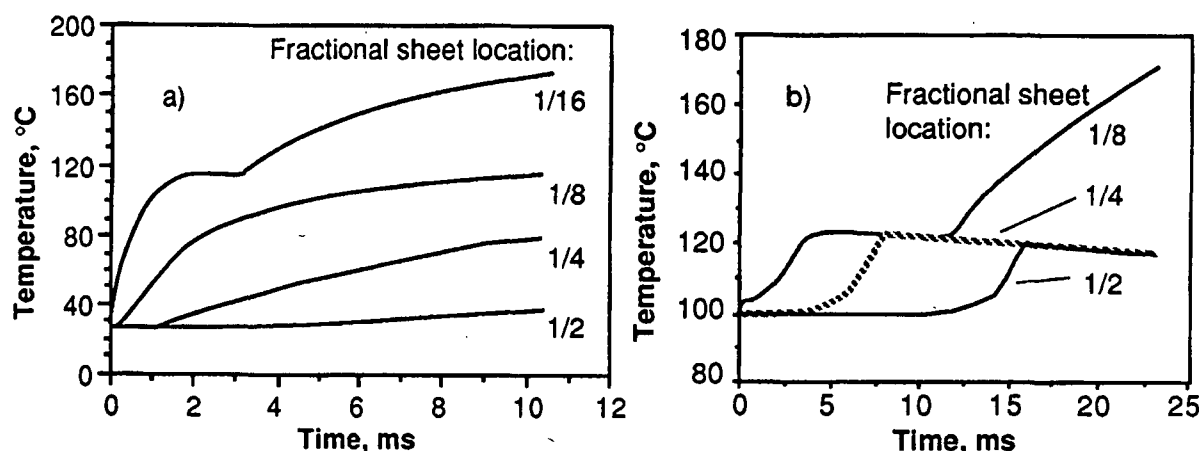 200
160
120
80
40
0
Temperature, °C
a)
Fractional sheet location:
1/16
1/8
1/4
1/2
0 2 4 6 8 10 12
Time, ms
180
160
140
120
100
80
Temperature, °C
b)
Fractional sheet
location:
1/8
1/4
1/2
0 5 10 15 20 25
Time, ms